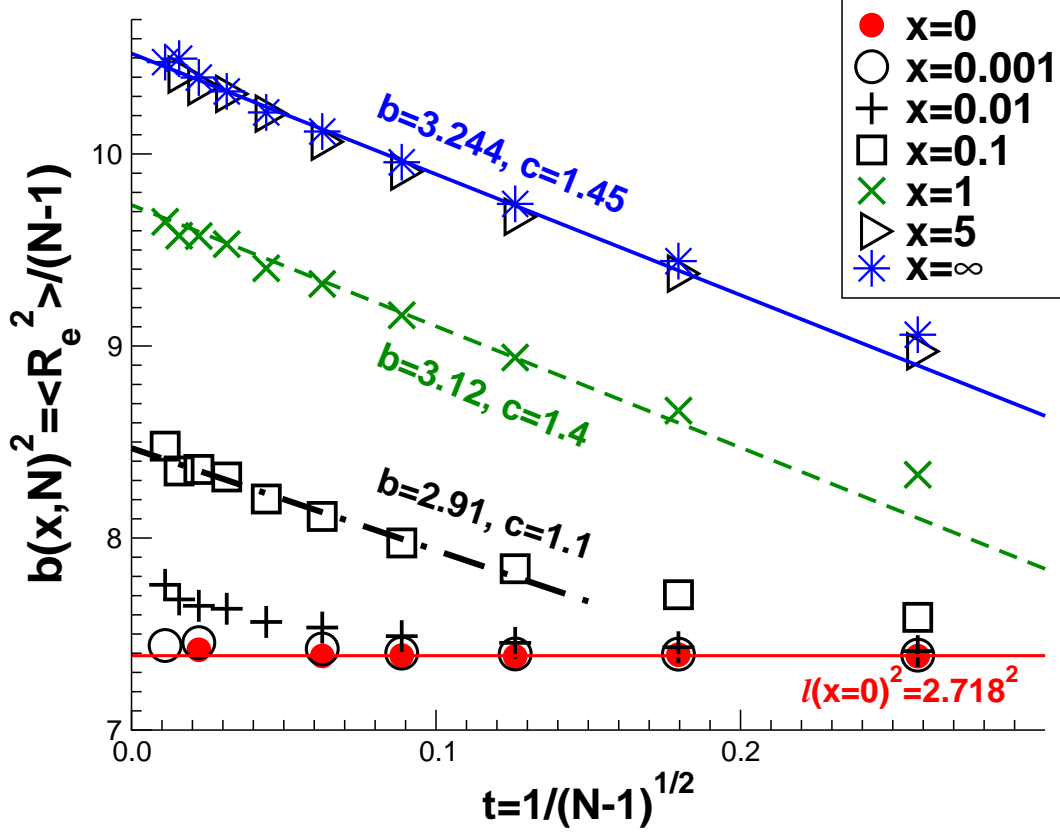 x=0
x=0.001
x=0.01
x=0.1
x=1
x=5
x=∞
b(x,N)²=<Rₑ²>/(N-1)
10
9
8
7
b=3.244, c=1.45
b=3.12, c=1.4
b=2.91, c=1.1
l(x=0)²=2.718²
0.0
0.1
0.2
t=1/(N-1)^1/2